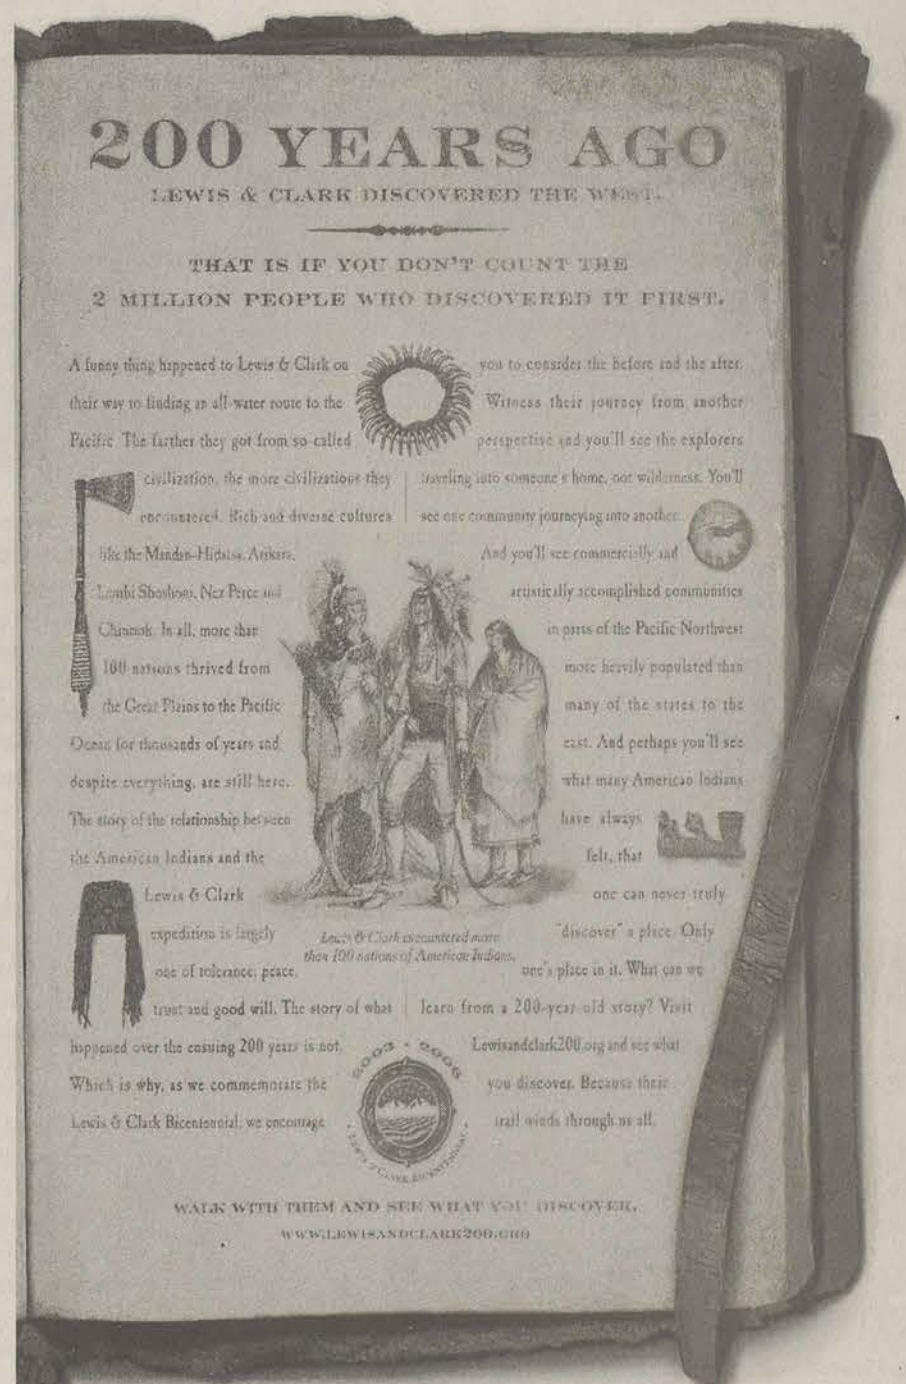 200 YEARS AGO
LEWIS & CLARK DISCOVERED THE WEST.
THAT IS IF YOU DON'T COUNT THE
2 MILLION PEOPLE WHO DISCOVERED IT FIRST.
A funny thing happened to Lewis & Clark on
their way to finding an all-water route to the
Pacific. The farther they got from so-called
civilization, the more civilizations they
encountered. Rich and diverse cultures
like the Mandan-Hidatsa, Arikara,
Lemhi Shoshoni, Nez Perce and
Chinook. In all, more than
100 nations thrived from
the Great Plains to the Pacific
Ocean for thousands of years and,
despite everything, are still here.
The story of the relationship between
the American Indians and the
Lewis & Clark
expedition is largely
one of tolerance, peace,
trust and good will. The story of what
happened over the ensuing 200 years is not.
Which is why, as we commemorate the
Lewis & Clark Bicentennial, we encourage
you to consider the before and the after.
Witness their journey from another
perspective and you'll see the explorers
traveling into someone's home, not wilderness. You'll
see one community journeying into another.
And you'll see commercially and
artistically accomplished communities
in parts of the Pacific Northwest
more heavily populated than
many of the states to the
east. And perhaps you'll see
what many American Indians
have always
felt, that
one can never truly
"discover" a place. Only
one's place in it. What can we
learn from a 200-year-old story? Visit
Lewisandclark200.org and see what
you discover. Because their
trail winds through us all.
Lewis & Clark encountered more
than 100 nations of American Indians.
2003 • 2006
LEWIS & CLARK BICENTENNIAL
WALK WITH THEM AND SEE WHAT YOU DISCOVER.
WWW.LEWISANDCLARK200.ORG